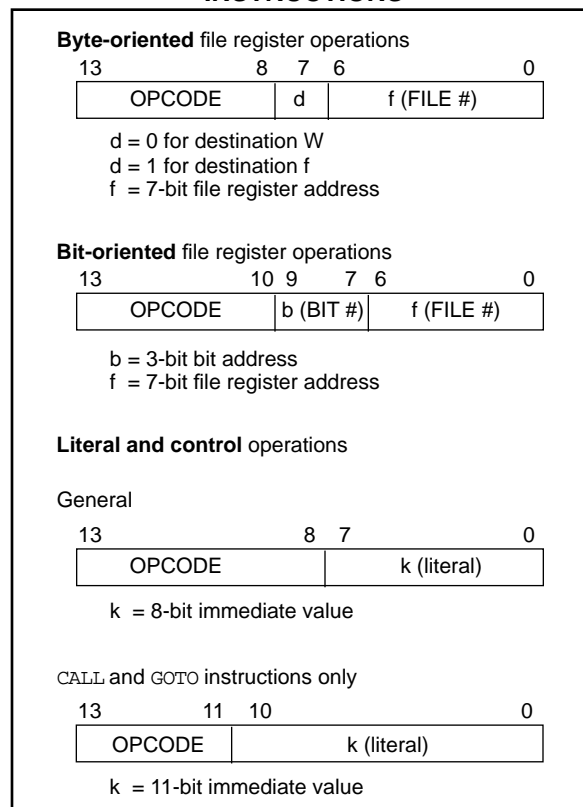 Byte-oriented file register operations
13 8 7 6 0
OPCODE d f (FILE #)
d = 0 for destination W
d = 1 for destination f
f = 7-bit file register address
Bit-oriented file register operations
13 10 9 7 6 0
OPCODE b (BIT #) f (FILE #)
b = 3-bit bit address
f = 7-bit file register address
Literal and control operations
General
13 8 7 0
OPCODE k (literal)
k = 8-bit immediate value
CALL and GOTO instructions only
13 11 10 0
OPCODE k (literal)
k = 11-bit immediate value